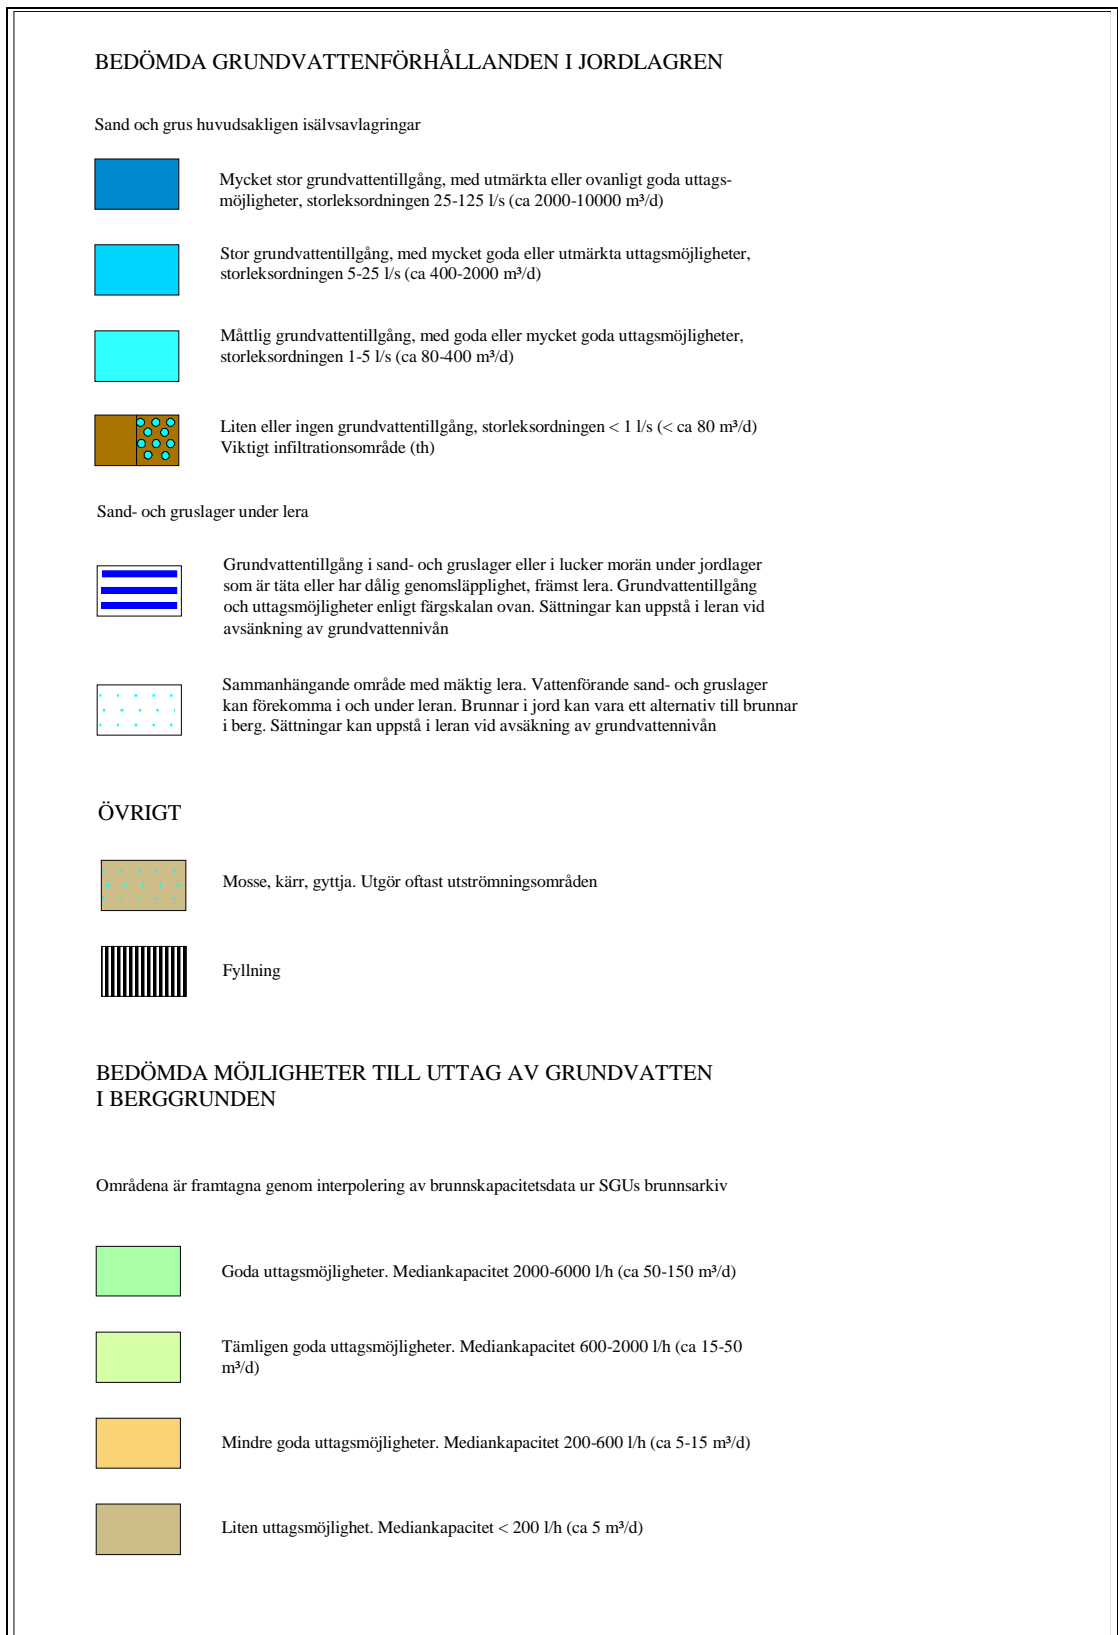 BEDÖMDA GRUNDVATTENFÖRHÅLLANDEN I JORDLAGREN
Sand och grus huvudsakligen isälvsavlagringar
Mycket stor grundvattentillgång, med utmärkta eller ovanligt goda uttags-
möjligheter, storleksordningen 25-125 l/s (ca 2000-10000 m³/d)
Stor grundvattentillgång, med mycket goda eller utmärkta uttagsmöjligheter,
storleksordningen 5-25 l/s (ca 400-2000 m³/d)
Måttlig grundvattentillgång, med goda eller mycket goda uttagsmöjligheter,
storleksordningen 1-5 l/s (ca 80-400 m³/d)
Liten eller ingen grundvattentillgång, storleksordningen < 1 l/s (< ca 80 m³/d)
Viktigt infiltrationsområde (th)
Sand- och gruslager under lera
Grundvattentillgång i sand- och gruslager eller i lucker morän under jordlager
som är täta eller har dålig genomsläpplighet, främst lera. Grundvattentillgång
och uttagsmöjligheter enligt färgskalan ovan. Sättningar kan uppstå i leran vid
avsänkning av grundvattennivån
Sammanhängande område med mäktig lera. Vattenförande sand- och gruslager
kan förekomma i och under leran. Brunnar i jord kan vara ett alternativ till brunnar
i berg. Sättningar kan uppstå i leran vid avsäkning av grundvattennivån
ÖVRIGT
Mosse, kärr, gyttja. Utgör oftast utströmningsområden
Fyllning
BEDÖMDA MÖJLIGHETER TILL UTTAG AV GRUNDVATTEN
I BERGGRUNDEN
Områdena är framtagna genom interpolering av brunnskapacitetsdata ur SGUs brunnsarkiv
Goda uttagsmöjligheter. Mediankapacitet 2000-6000 l/h (ca 50-150 m³/d)
Tämligen goda uttagsmöjligheter. Mediankapacitet 600-2000 l/h (ca 15-50
m³/d)
Mindre goda uttagsmöjligheter. Mediankapacitet 200-600 l/h (ca 5-15 m³/d)
Liten uttagsmöjlighet. Mediankapacitet < 200 l/h (ca 5 m³/d)